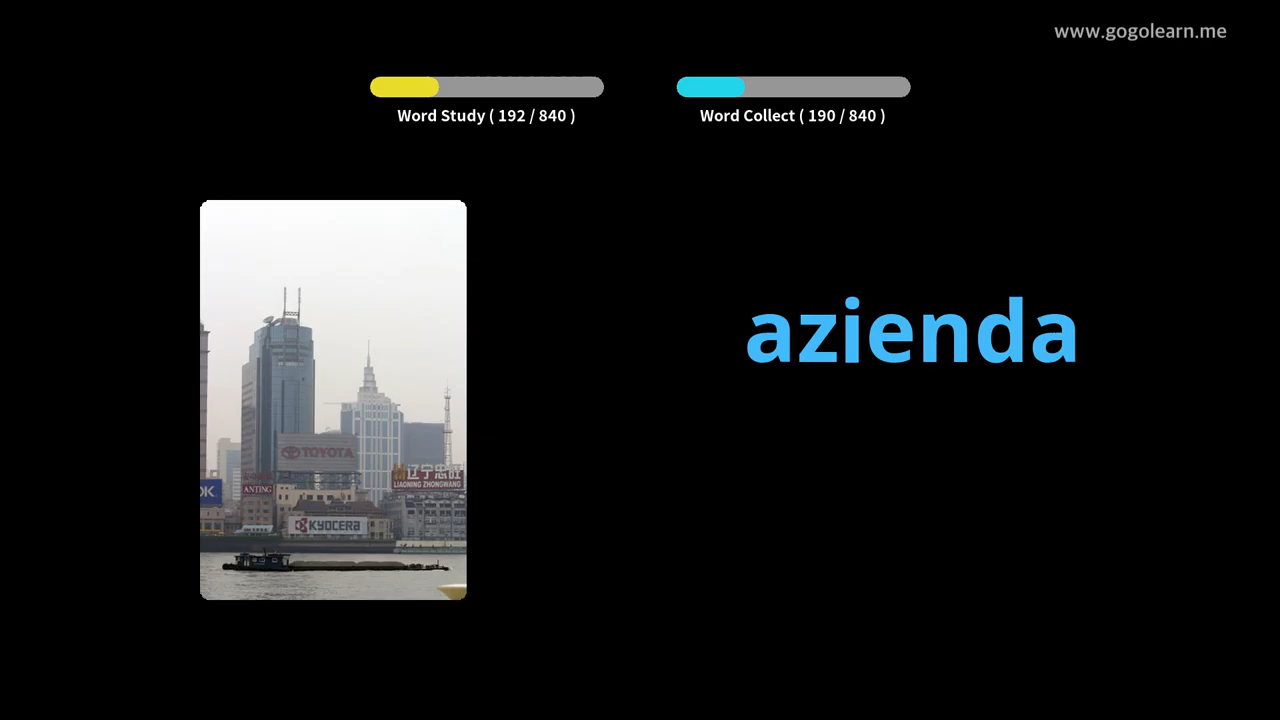 www.gogolearn.me
Word Study ( 192 / 840 )
Word Collect ( 190 / 840 )
azienda
TOYOTA
辽宁忠旺
LIAONING ZHONGWANG
ANTING
KYOCERA